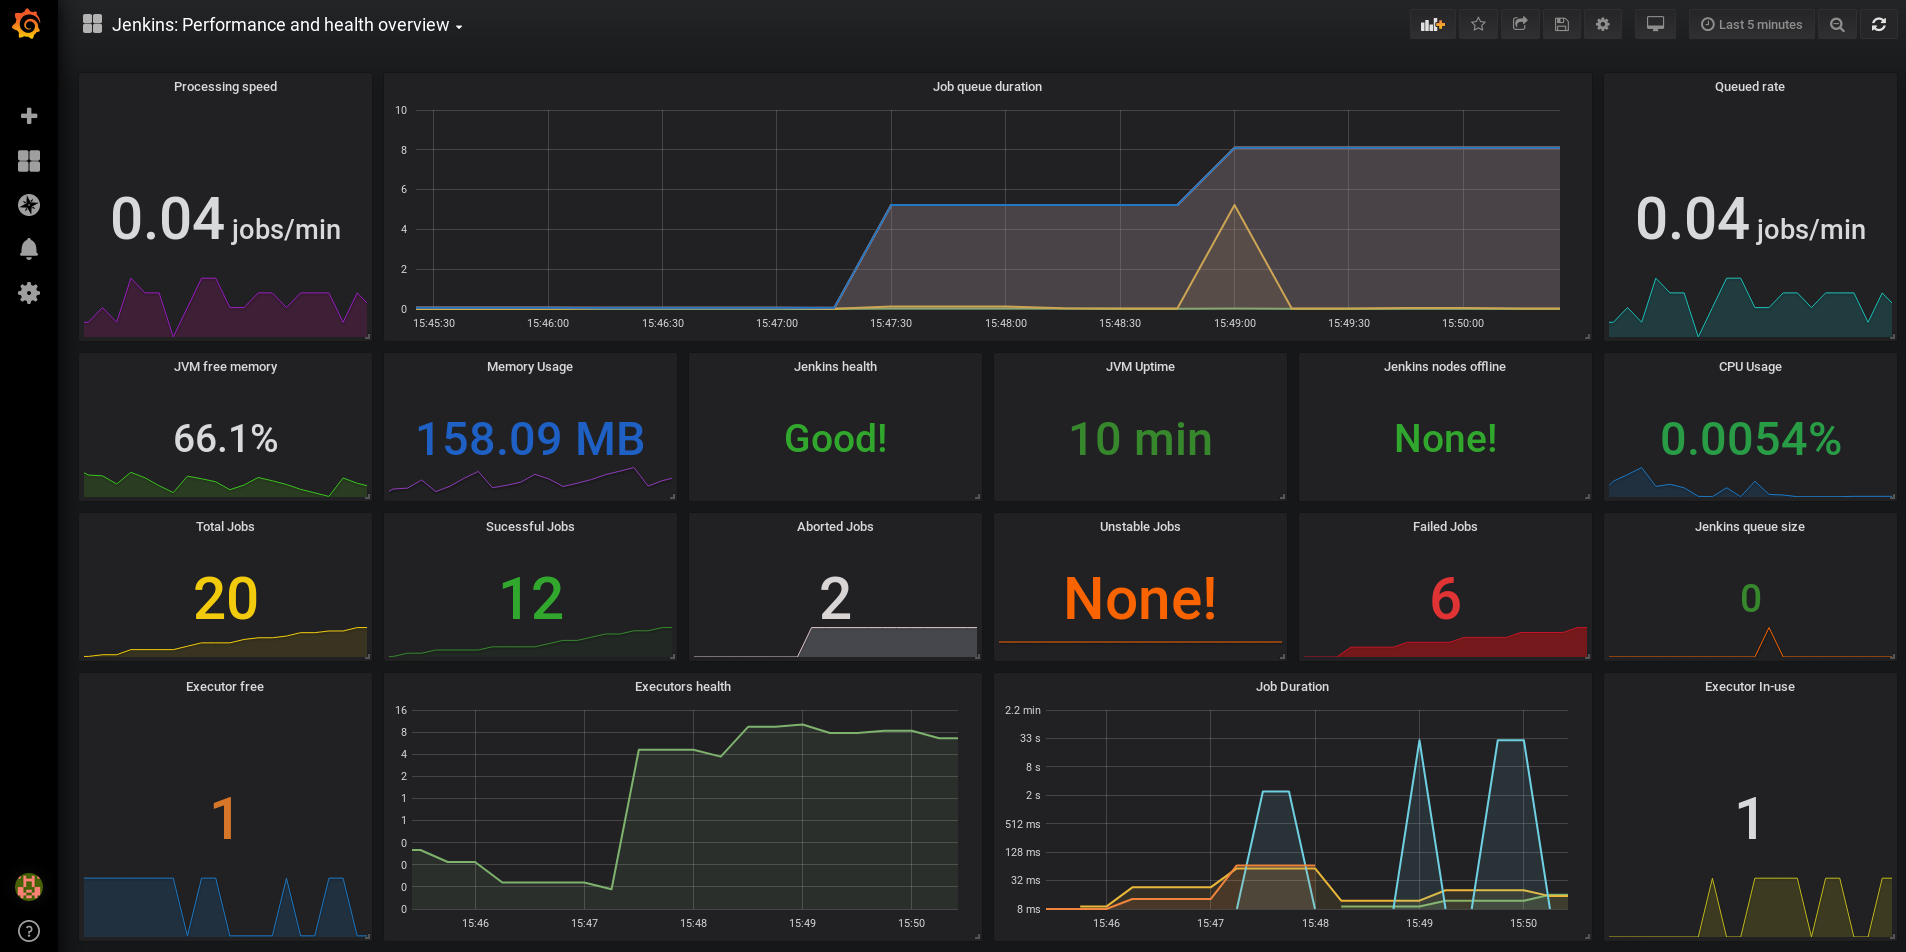 Jenkins: Performance and health overview
Last 5 minutes
Processing speed
0.04 jobs/min
Job queue duration
10
8
6
4
2
0
15:45:30 15:46:00 15:46:30 15:47:00 15:47:30 15:48:00 15:48:30 15:49:00 15:49:30 15:50:00
Queued rate
0.04 jobs/min
JVM free memory
66.1%
Memory Usage
158.09 MB
Jenkins health
Good!
JVM Uptime
10 min
Jenkins nodes offline
None!
CPU Usage
0.0054%
Total Jobs
20
Sucessful Jobs
12
Aborted Jobs
2
Unstable Jobs
None!
Failed Jobs
6
Jenkins queue size
0
Executor free
1
Executors health
16
8
4
2
1
1
0
0
0
0
15:46 15:47 15:48 15:49 15:50
Job Duration
2.2 min
33 s
8 s
2 s
512 ms
128 ms
32 ms
8 ms
15:46 15:47 15:48 15:49 15:50
Executor In-use
1
?